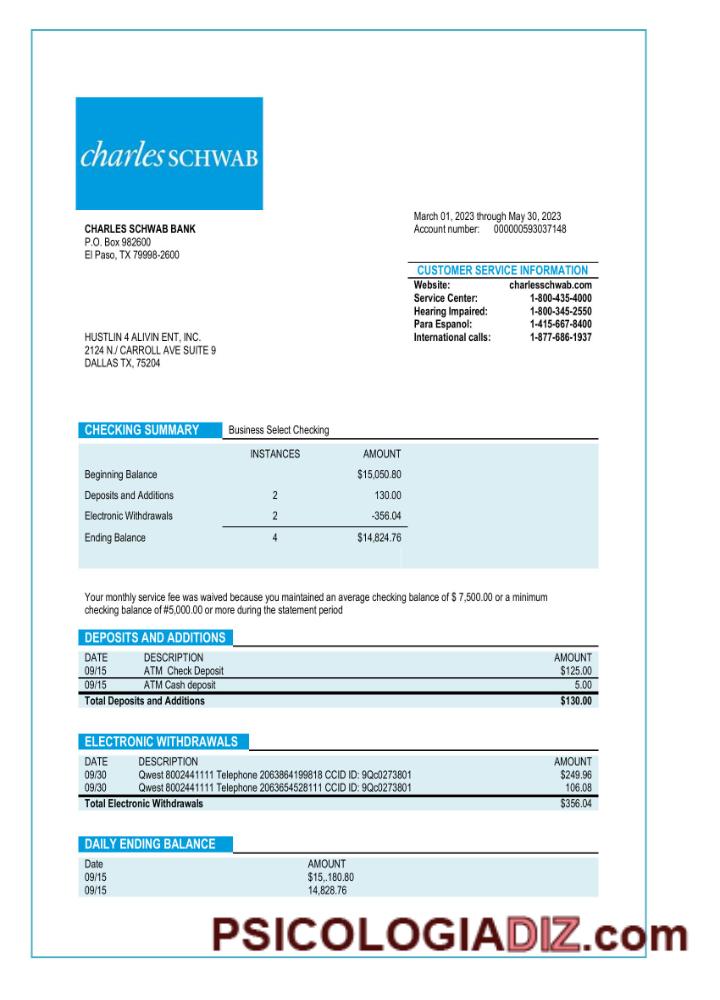 charles SCHWAB
CHARLES SCHWAB BANK
P.O. Box 982600
El Paso, TX 79998-2600
March 01, 2023 through May 30, 2023
Account number: 000000593037148
CUSTOMER SERVICE INFORMATION
Website: charlesschwab.com
Service Center: 1-800-435-4000
Hearing Impaired: 1-800-345-2550
Para Espanol: 1-415-667-8400
International calls: 1-877-686-1937
HUSTLIN 4 ALIVIN ENT, INC.
2124 N./ CARROLL AVE SUITE 9
DALLAS TX, 75204
CHECKING SUMMARY Business Select Checking
INSTANCES AMOUNT
Beginning Balance $15,050.80
Deposits and Additions 2 130.00
Electronic Withdrawals 2 -356.04
Ending Balance 4 $14,824.76
Your monthly service fee was waived because you maintained an average checking balance of $ 7,500.00 or a minimum
checking balance of #5,000.00 or more during the statement period
DEPOSITS AND ADDITIONS
DATE DESCRIPTION AMOUNT
09/15 ATM Check Deposit $125.00
09/15 ATM Cash deposit 5.00
Total Deposits and Additions $130.00
ELECTRONIC WITHDRAWALS
DATE DESCRIPTION AMOUNT
09/30 Qwest 8002441111 Telephone 2063864199818 CCID ID: 9Qc0273801 $249.96
09/30 Qwest 8002441111 Telephone 2063654528111 CCID ID: 9Qc0273801 106.08
Total Electronic Withdrawals $356.04
DAILY ENDING BALANCE
Date AMOUNT
09/15 $15,.180.80
09/15 14,828.76
PSICOLOGIADIZ.com